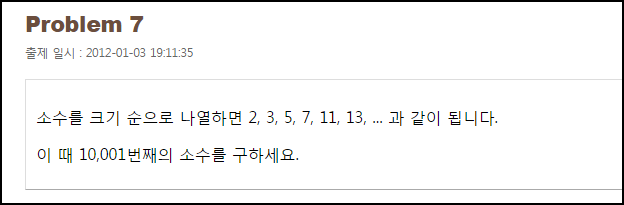 Problem 7
출제 일시 : 2012-01-03 19:11:35
소수를 크기 순으로 나열하면 2, 3, 5, 7, 11, 13, ... 과 같이 됩니다.
이 때 10,001번째의 소수를 구하세요.